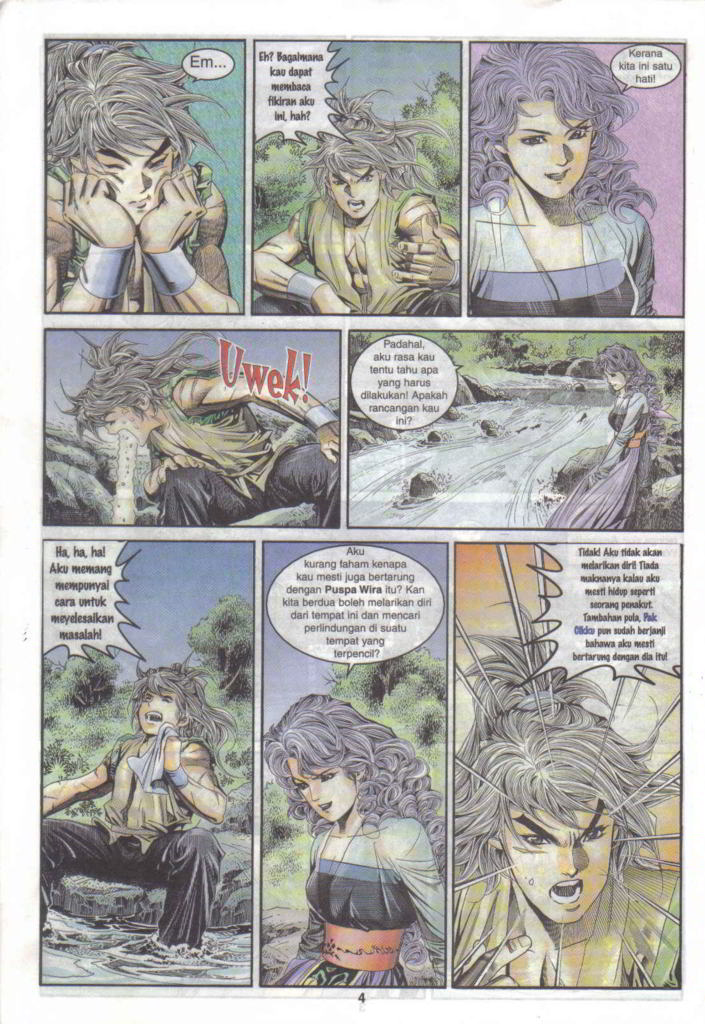 Em...
Eh? Bagaimana
kau dapat
membaca
fikiran aku
ini, hah?
Kerana
kita ini satu
hati!
U-wek!
Padahal,
aku rasa kau
tentu tahu apa
yang harus
dilakukan! Apakah
rancangan kau
ini?
Ha, ha, ha!
Aku memang
mempunyai
cara untuk
meyelesaikan
masalah!
Aku
kurang faham kenapa
kau mesti juga bertarung
dengan Puspa Wira itu? Kan
kita berdua boleh melarikan diri
dari tempat ini dan mencari
perlindungan di suatu
tempat yang
terpencil?
Tidak! Aku tidak akan
melarikan diri! Tiada
maknanya kalau aku
mesti hidup seperti
seorang penakut.
Tambahan pula, Pak
Cikku pun sudah berjanji
bahawa aku mesti
bertarung dengan dia itu!
4